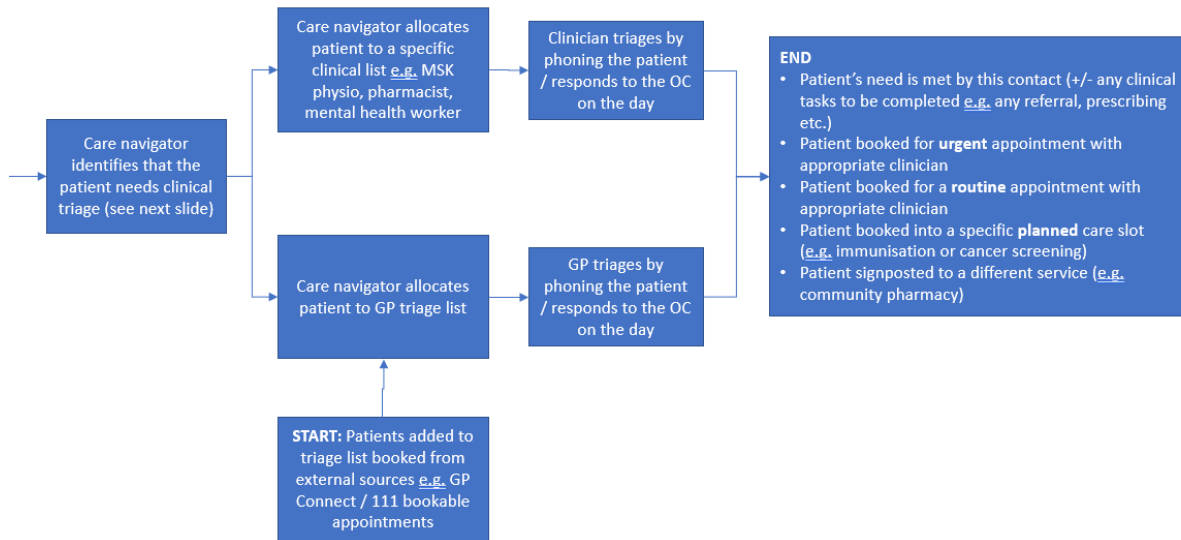 Care navigator
identifies that the
patient needs clinical
triage (see next slide)
Care navigator allocates
patient to a specific
clinical list e.g. MSK
physio, pharmacist,
mental health worker
Clinician triages by
phoning the patient
/ responds to the OC
on the day
Care navigator allocates
patient to GP triage list
GP triages by
phoning the patient
/ responds to the OC
on the day
START: Patients added to
triage list booked from
external sources e.g. GP
Connect / 111 bookable
appointments
END
• Patient’s need is met by this contact (+/- any clinical
tasks to be completed e.g. any referral, prescribing
etc.)
• Patient booked for urgent appointment with
appropriate clinician
• Patient booked for a routine appointment with
appropriate clinician
• Patient booked into a specific planned care slot
(e.g. immunisation or cancer screening)
• Patient signposted to a different service (e.g.
community pharmacy)